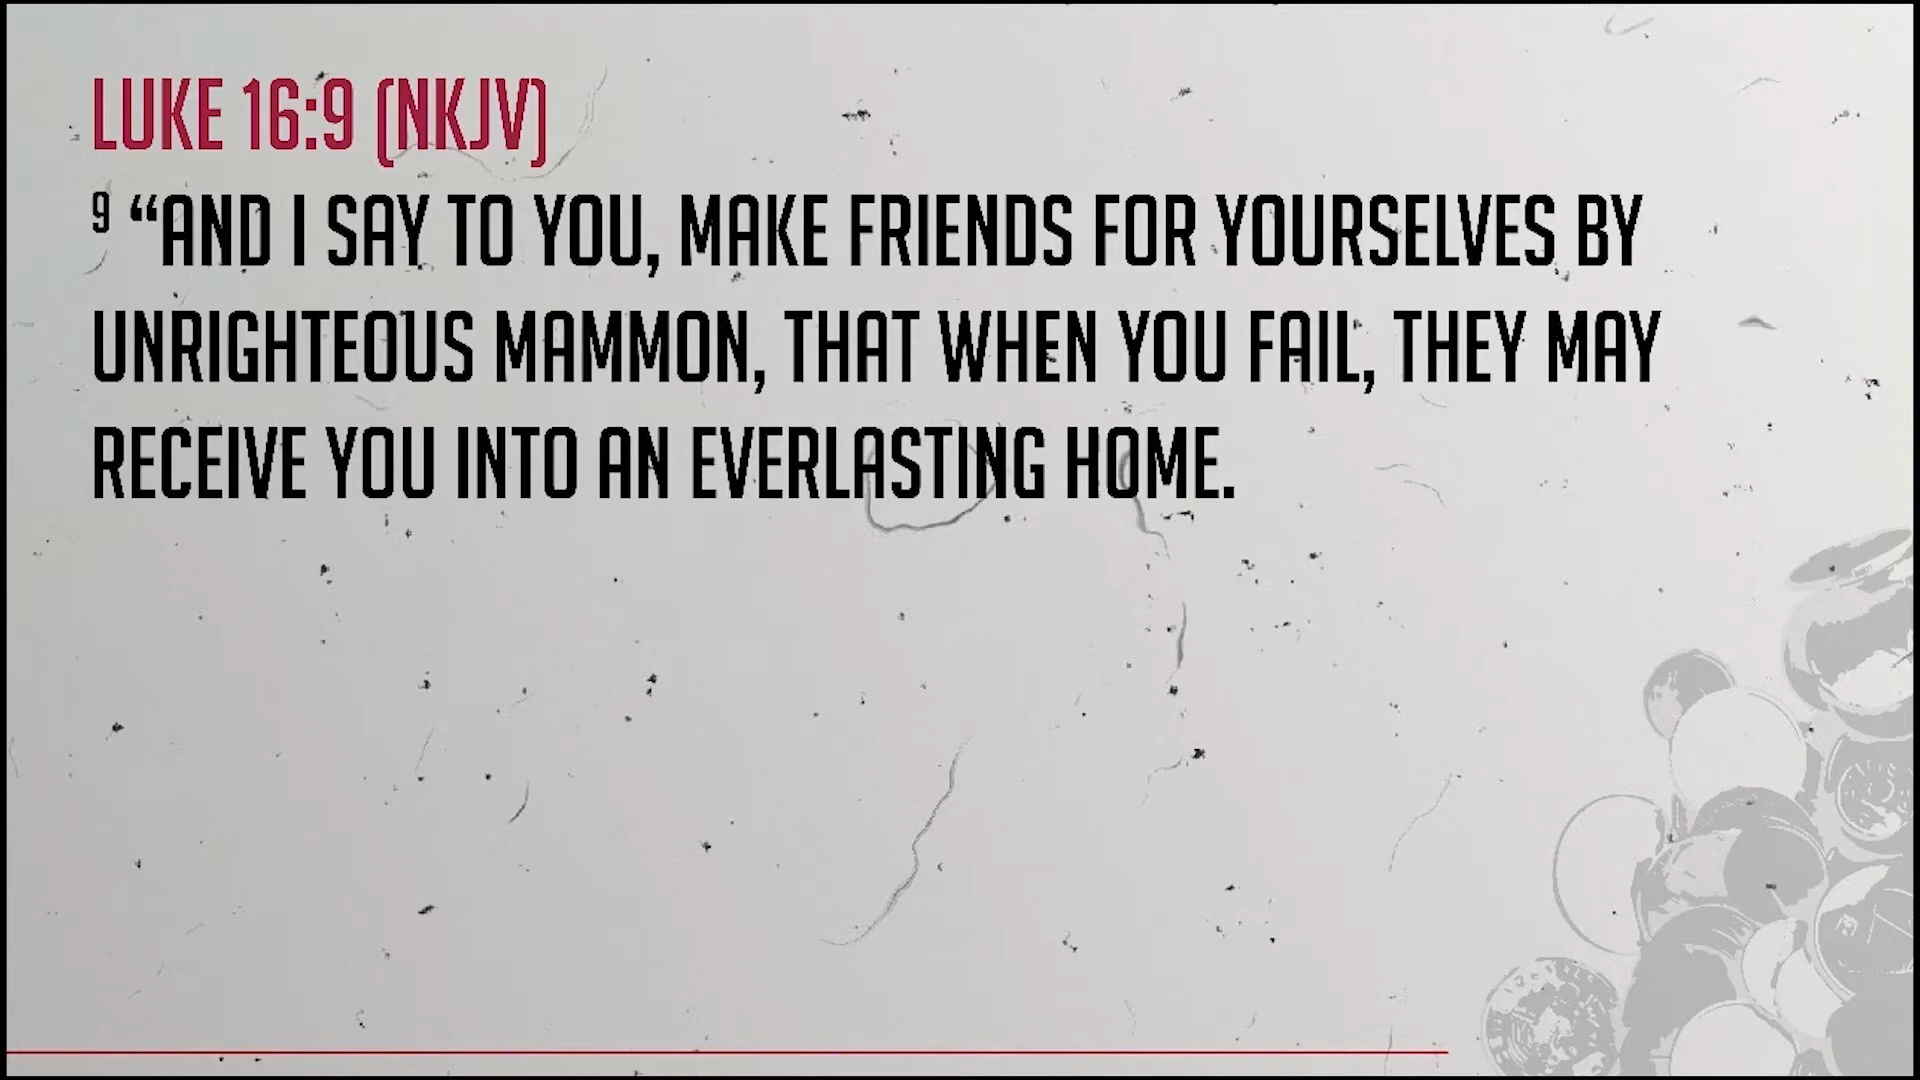 LUKE 16:9 (NKJV)
9 “AND I SAY TO YOU, MAKE FRIENDS FOR YOURSELVES BY
UNRIGHTEOUS MAMMON, THAT WHEN YOU FAIL, THEY MAY
RECEIVE YOU INTO AN EVERLASTING HOME.